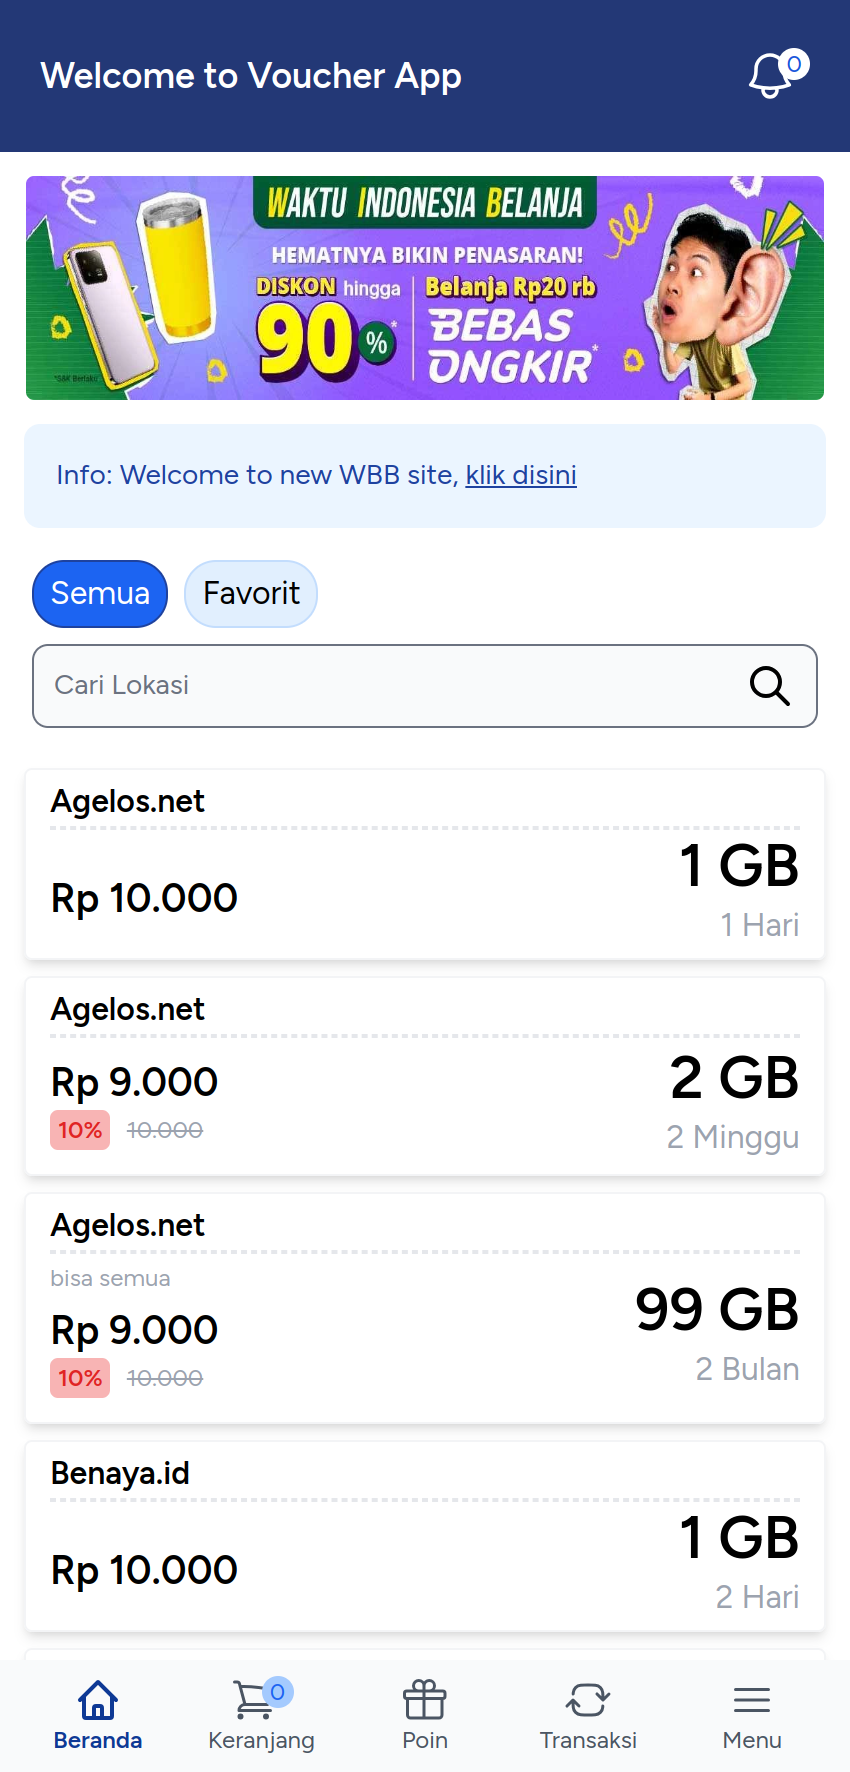 Welcome to Voucher App
0
WAKTU INDONESIA BELANJA
HEMATNYA BIKIN PENASARAN!
DISKON hingga
90%*
Belanja Rp20 rb
BEBAS
ONGKIR*
*S&K Berlaku
Info: Welcome to new WBB site, klik disini
Semua
Favorit
Cari Lokasi
Agelos.net
Rp 10.000
1 GB
1 Hari
Agelos.net
Rp 9.000
10% 10.000
2 GB
2 Minggu
Agelos.net
bisa semua
Rp 9.000
10% 10.000
99 GB
2 Bulan
Benaya.id
Rp 10.000
1 GB
2 Hari
Beranda
0
Keranjang
Poin
Transaksi
Menu